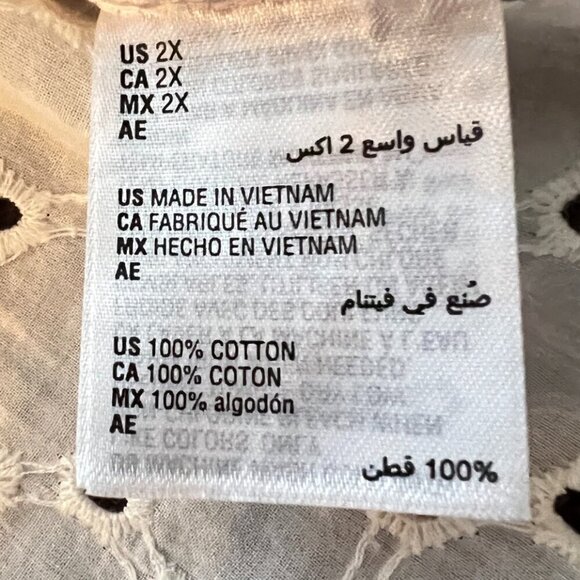 US 2X
CA 2X
MX 2X
AE
قياس واسع 2 اكس
US MADE IN VIETNAM
CA FABRIQUÉ AU VIETNAM
MX HECHO EN VIETNAM
AE
صُنع في فيتنام
US 100% COTTON
CA 100% COTON
MX 100% algodón
AE
100% قطن